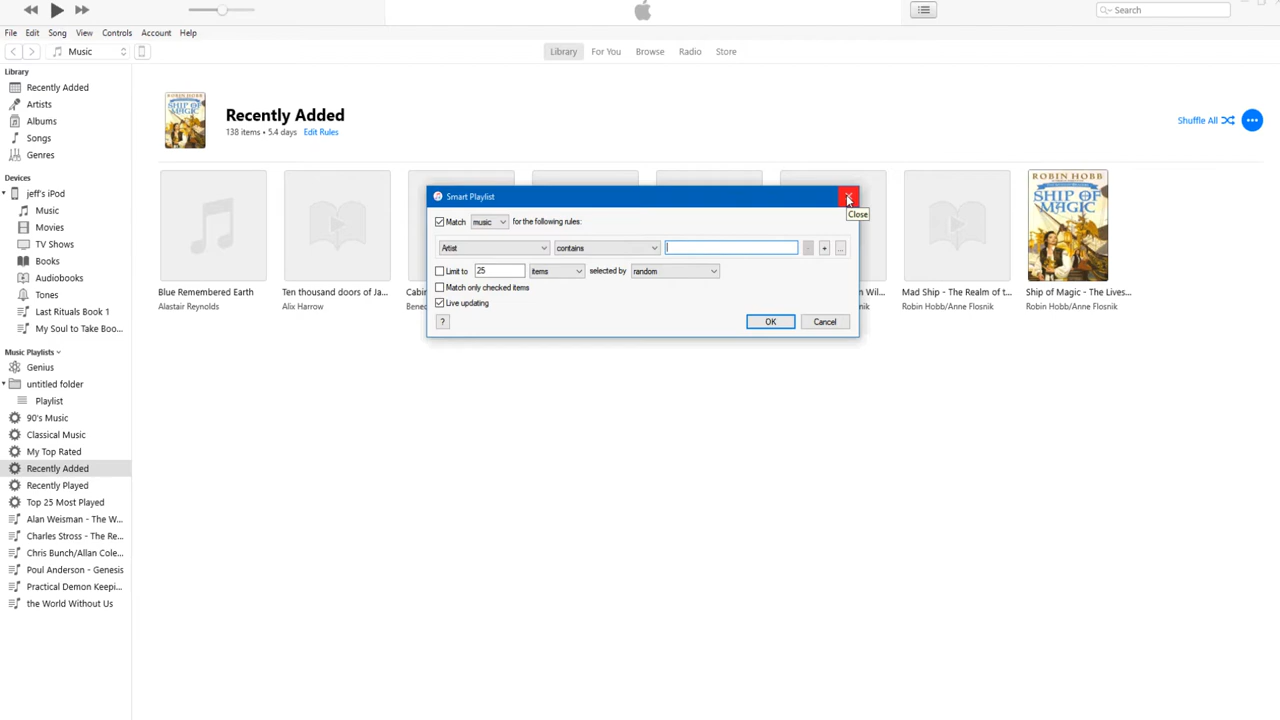 Search
File Edit Song View Controls Account Help
Music
Library For You Browse Radio Store
Library
Recently Added
Artists
Albums
Songs
Genres
Devices
jeff's iPod
Music
Movies
TV Shows
Books
Audiobooks
Tones
Last Rituals Book 1
My Soul to Take Boo...
Music Playlists
Genius
untitled folder
Playlist
90's Music
Classical Music
My Top Rated
Recently Added
Recently Played
Top 25 Most Played
Alan Weisman - The W...
Charles Stross - The Re...
Chris Bunch/Allan Cole...
Poul Anderson - Genesis
Practical Demon Keepi...
the World Without Us
ROBIN HOBB
SHIP OF MAGIC
Recently Added
138 items • 5.4 days Edit Rules
Shuffle All
Smart Playlist
Close
Match music for the following rules:
Artist contains - + ...
Limit to 25 items selected by random
Match only checked items
Live updating
? OK Cancel
ROBIN HOBB
SHIP OF MAGIC
Blue Remembered Earth
Alastair Reynolds
Ten thousand doors of Ja...
Alix Harrow
Mad Ship - The Realm of t...
Robin Hobb/Anne Flosnik
Ship of Magic - The Lives...
Robin Hobb/Anne Flosnik